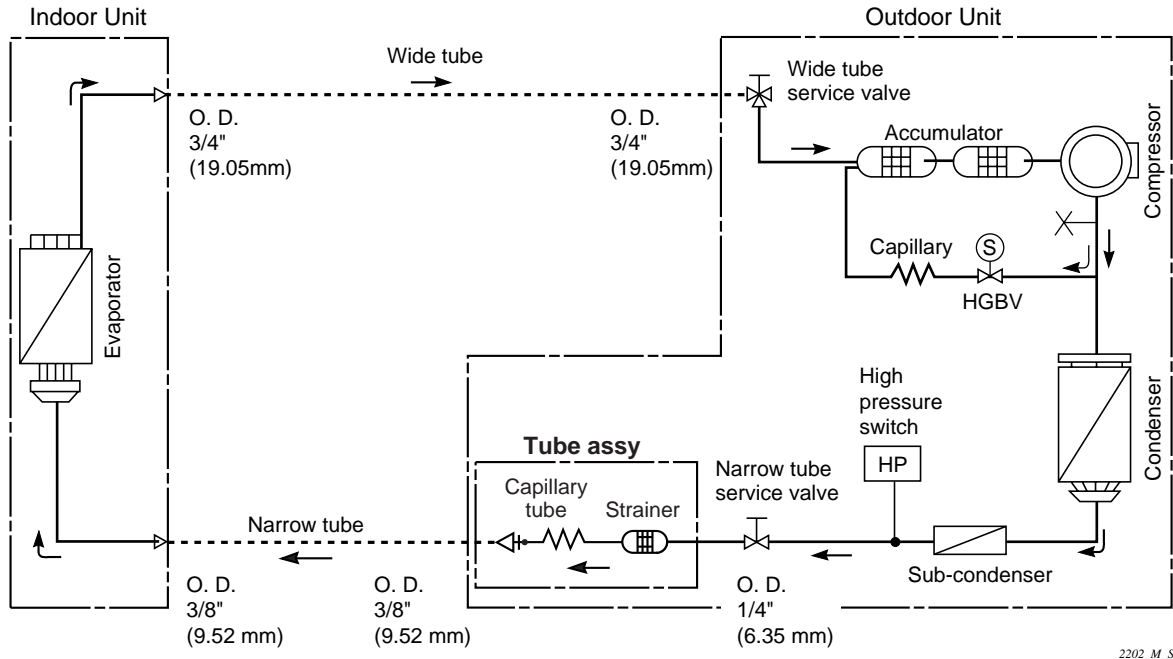 Indoor Unit
Outdoor Unit
Wide tube
Wide tube
service valve
O. D.
3/4"
(19.05mm)
O. D.
3/4"
(19.05mm)
Accumulator
Compressor
Capillary
S
HGBV
Evaporator
Condenser
High
pressure
switch
HP
Tube assy
Capillary
tube
Strainer
Narrow tube
service valve
Narrow tube
Sub-condenser
O. D.
3/8"
(9.52 mm)
O. D.
3/8"
(9.52 mm)
O. D.
1/4"
(6.35 mm)
2202_M_S